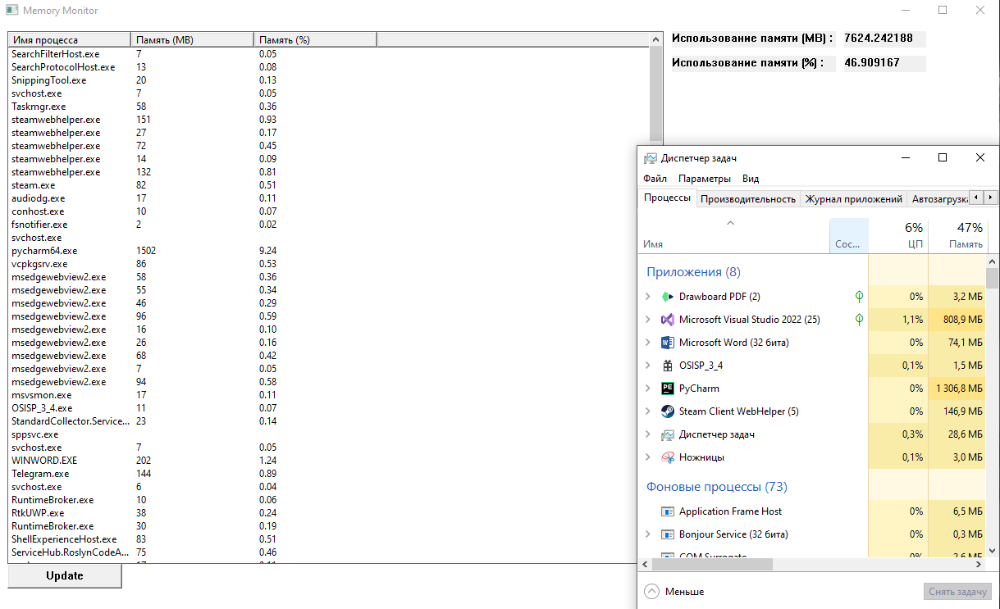 Memory Monitor
Имя процесса Память (MB) Память (%)
SearchFilterHost.exe 7 0.05
SearchProtocolHost.exe 13 0.08
SnippingTool.exe 20 0.13
svchost.exe 7 0.05
Taskmgr.exe 58 0.36
steamwebhelper.exe 151 0.93
steamwebhelper.exe 27 0.17
steamwebhelper.exe 72 0.45
steamwebhelper.exe 14 0.09
steamwebhelper.exe 132 0.81
steam.exe 82 0.51
audiodg.exe 17 0.11
conhost.exe 10 0.07
fsnotifier.exe 2 0.02
svchost.exe
pycharm64.exe 1502 9.24
vcpkgsrv.exe 86 0.53
msedgewebview2.exe 58 0.36
msedgewebview2.exe 55 0.34
msedgewebview2.exe 46 0.29
msedgewebview2.exe 96 0.59
msedgewebview2.exe 16 0.10
msedgewebview2.exe 26 0.16
msedgewebview2.exe 68 0.42
msedgewebview2.exe 7 0.05
msedgewebview2.exe 94 0.58
msvsmon.exe 17 0.11
OSISP_3_4.exe 11 0.07
StandardCollector.Service... 23 0.14
sppsvc.exe
svchost.exe 7 0.05
WINWORD.EXE 202 1.24
Telegram.exe 144 0.89
svchost.exe 6 0.04
RuntimeBroker.exe 10 0.06
RtkUWP.exe 38 0.24
RuntimeBroker.exe 30 0.19
ShellExperienceHost.exe 83 0.51
ServiceHub.RoslynCodeA... 75 0.46
Update
Использование памяти (MB) : 7624.242188
Использование памяти (%) : 46.909167
Диспетчер задач
Файл Параметры Вид
Процессы Производительность Журнал приложений Автозагрузка
6% 47%
Имя Сос... ЦП Память
Приложения (8)
Drawboard PDF (2) 0% 3,2 МБ
Microsoft Visual Studio 2022 (25) 1,1% 808,9 МБ
Microsoft Word (32 бита) 0% 74,1 МБ
OSISP_3_4 0,1% 1,5 МБ
PyCharm 0% 1 306,8 МБ
Steam Client WebHelper (5) 0% 146,9 МБ
Диспетчер задач 0,3% 28,6 МБ
Ножницы 0,1% 3,0 МБ
Фоновые процессы (73)
Application Frame Host 0% 6,5 МБ
Bonjour Service (32 бита) 0% 0,3 МБ
COM Surrogate 0% 2,6 МБ
Меньше Снять задачу